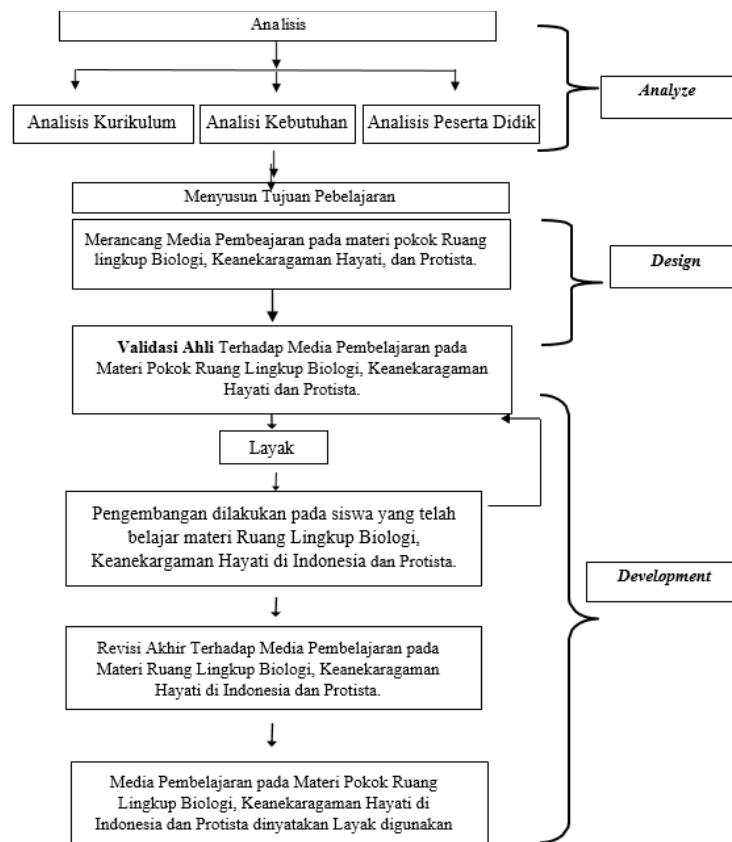 Analisis
Analyze
Analisis Kurikulum
Analisi Kebutuhan
Analisis Peserta Didik
Menyusun Tujuan Pebelajaran
Merancang Media Pembeajaran pada materi pokok Ruang
lingkup Biologi, Keanekaragaman Hayati, dan Protista.
Design
Validasi Ahli Terhadap Media Pembelajaran pada
Materi Pokok Ruang Lingkup Biologi, Keanekaragaman
Hayati dan Protista.
Layak
Pengembangan dilakukan pada siswa yang telah
belajar materi Ruang Lingkup Biologi,
Keanekargaman Hayati di Indonesia dan Protista.
Development
Revisi Akhir Terhadap Media Pembelajaran pada
Materi Ruang Lingkup Biologi, Keanekaragaman
Hayati di Indonesia dan Protista.
Media Pembelajaran pada Materi Pokok Ruang
Lingkup Biologi, Keanekaragaman Hayati di
Indonesia dan Protista dinyatakan Layak digunakan